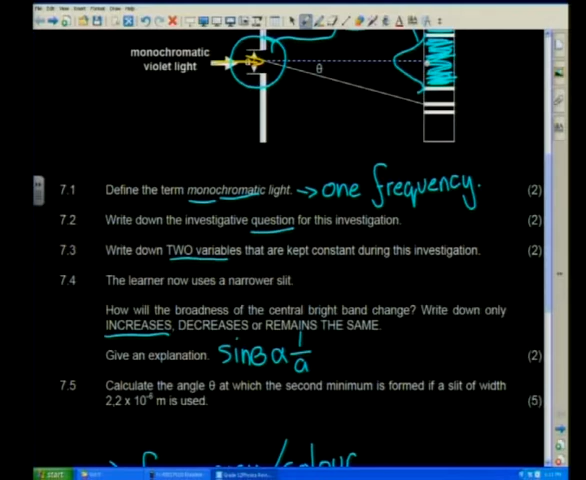 monochromatic
violet light
θ
7.1 Define the term monochromatic light. → one frequency. (2)
7.2 Write down the investigative question for this investigation. (2)
7.3 Write down TWO variables that are kept constant during this investigation. (2)
7.4 The learner now uses a narrower slit.
How will the broadness of the central bright band change? Write down only
INCREASES, DECREASES or REMAINS THE SAME.
Give an explanation. sinθ α 1/a (2)
7.5 Calculate the angle θ at which the second minimum is formed if a slit of width
2,2 x 10⁻⁶ m is used. (5)
start